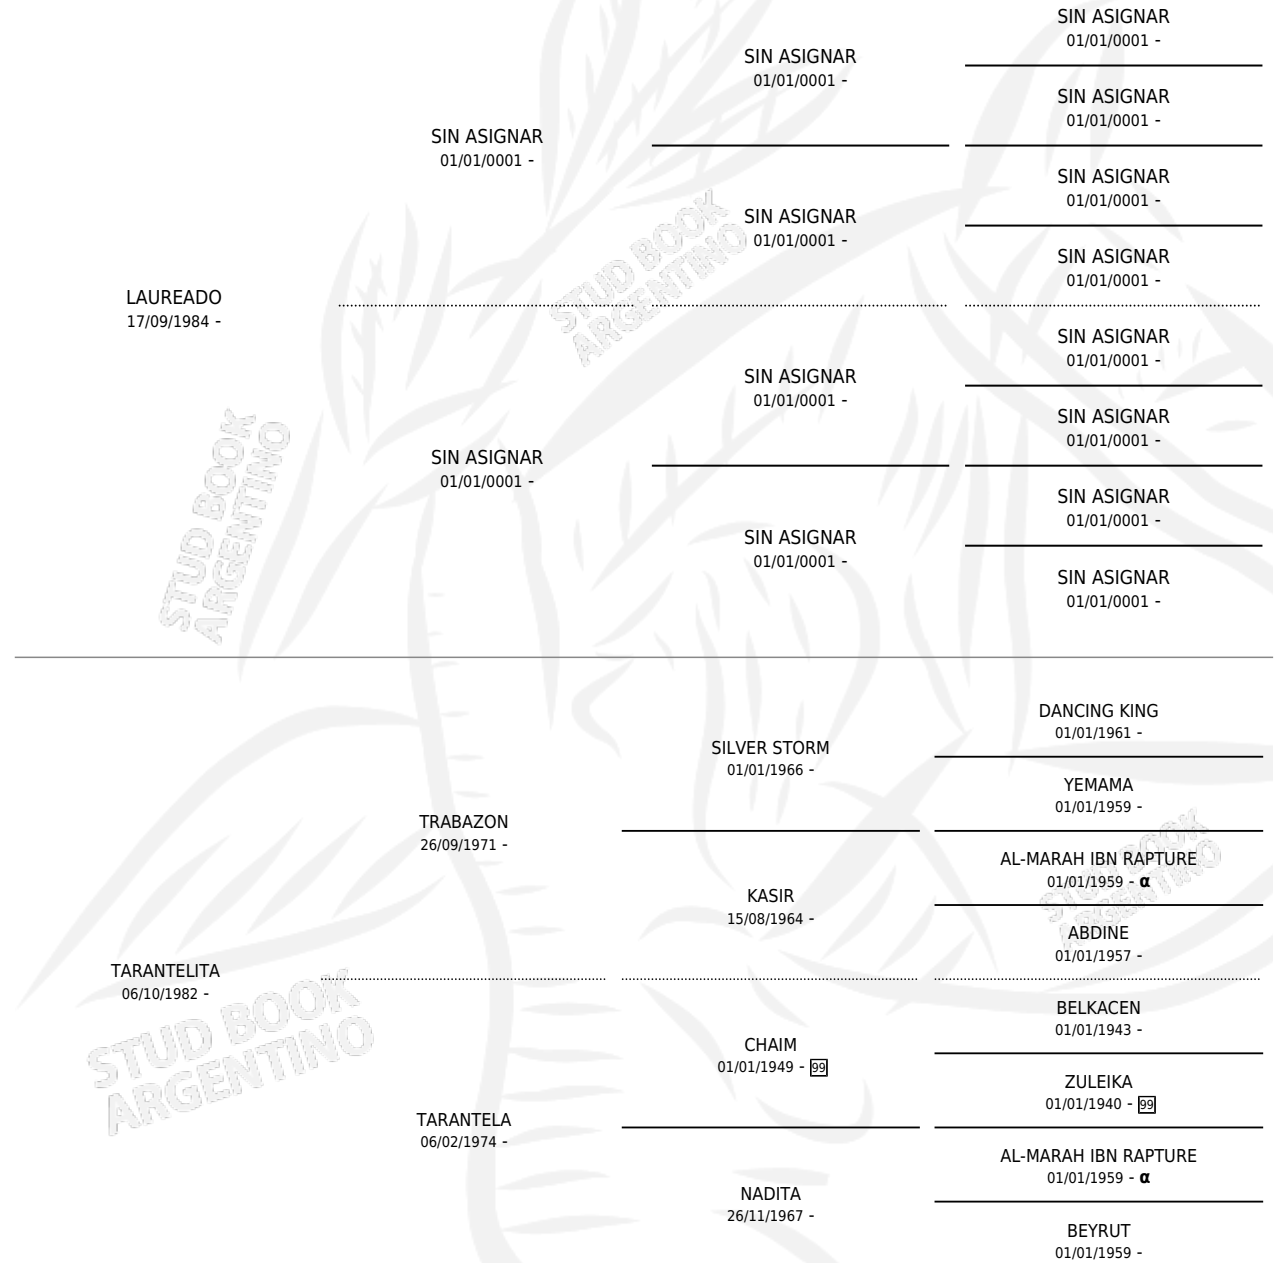 SIN ASIGNAR
01/01/0001 -
SIN ASIGNAR
01/01/0001 -
SIN ASIGNAR
01/01/0001 -
SIN ASIGNAR
01/01/0001 -
SIN ASIGNAR
01/01/0001 -
SIN ASIGNAR
01/01/0001 -
SIN ASIGNAR
01/01/0001 -
STUD BOOK
ARGENTINO
LAUREADO
17/09/1984 -
SIN ASIGNAR
01/01/0001 -
SIN ASIGNAR
01/01/0001 -
SIN ASIGNAR
01/01/0001 -
SIN ASIGNAR
01/01/0001 -
SIN ASIGNAR
01/01/0001 -
SIN ASIGNAR
01/01/0001 -
SIN ASIGNAR
01/01/0001 -
STUD BOOK
ARGENTINO
DANCING KING
01/01/1961 -
SILVER STORM
01/01/1966 -
YEMAMA
01/01/1959 -
TRABAZON
26/09/1971 -
AL-MARAH IBN RAPTURE
01/01/1959 - α
KASIR
15/08/1964 -
ABDINE
01/01/1957 -
STUD BOOK
ARGENTINO
TARANTELITA
06/10/1982 -
BELKACEN
01/01/1943 -
CHAIM
01/01/1949 - 99
ZULEIKA
01/01/1940 - 99
STUD BOOK
ARGENTINO
TARANTELA
06/02/1974 -
AL-MARAH IBN RAPTURE
01/01/1959 - α
NADITA
26/11/1967 -
BEYRUT
01/01/1959 -